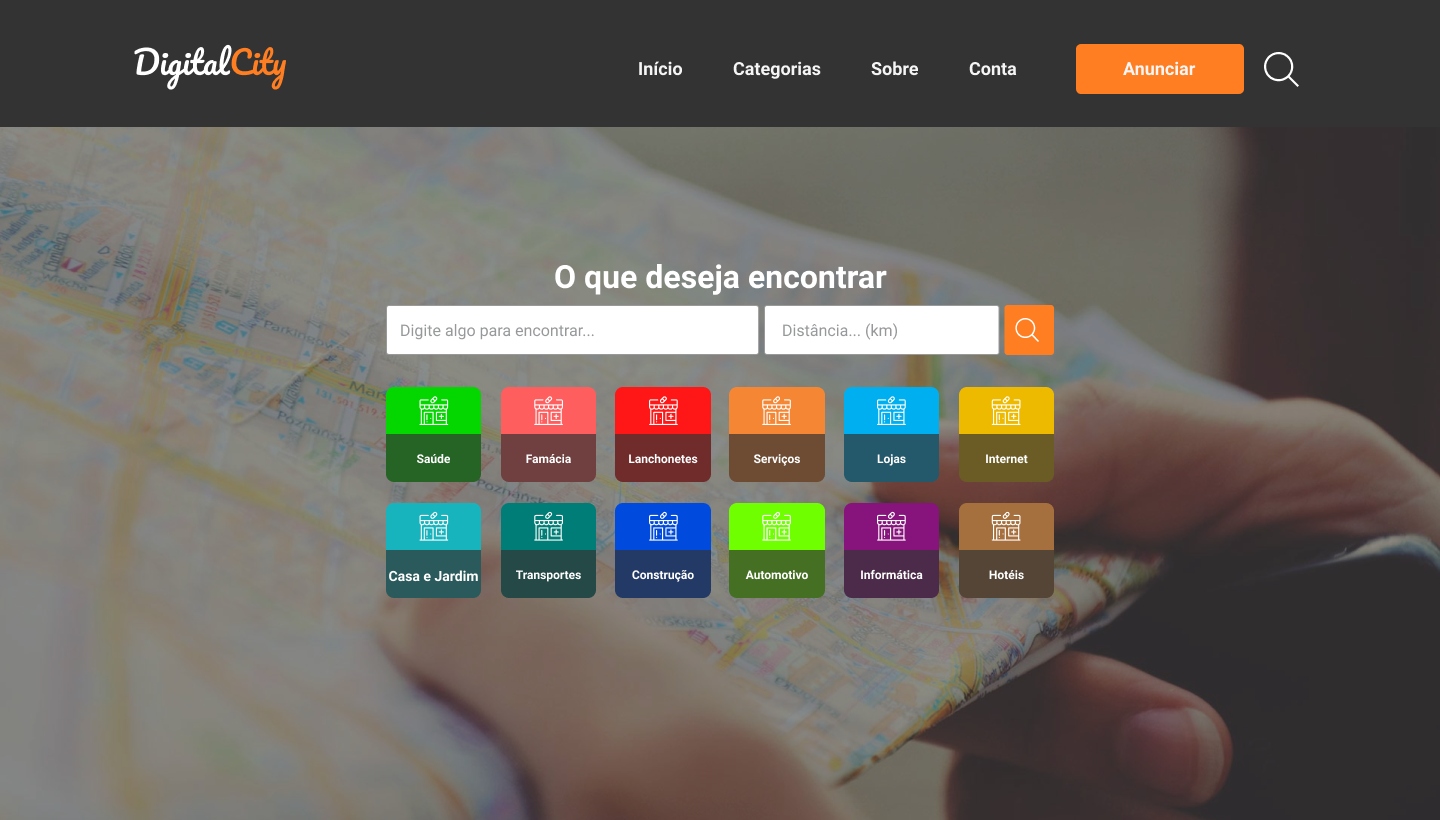 DigitalCity
Início Categorias Sobre Conta Anunciar
O que deseja encontrar
Digite algo para encontrar... Distância... (km)
Saúde Famácia Lanchonetes Serviços Lojas Internet
Casa e Jardim Transportes Construção Automotivo Informática Hotéis